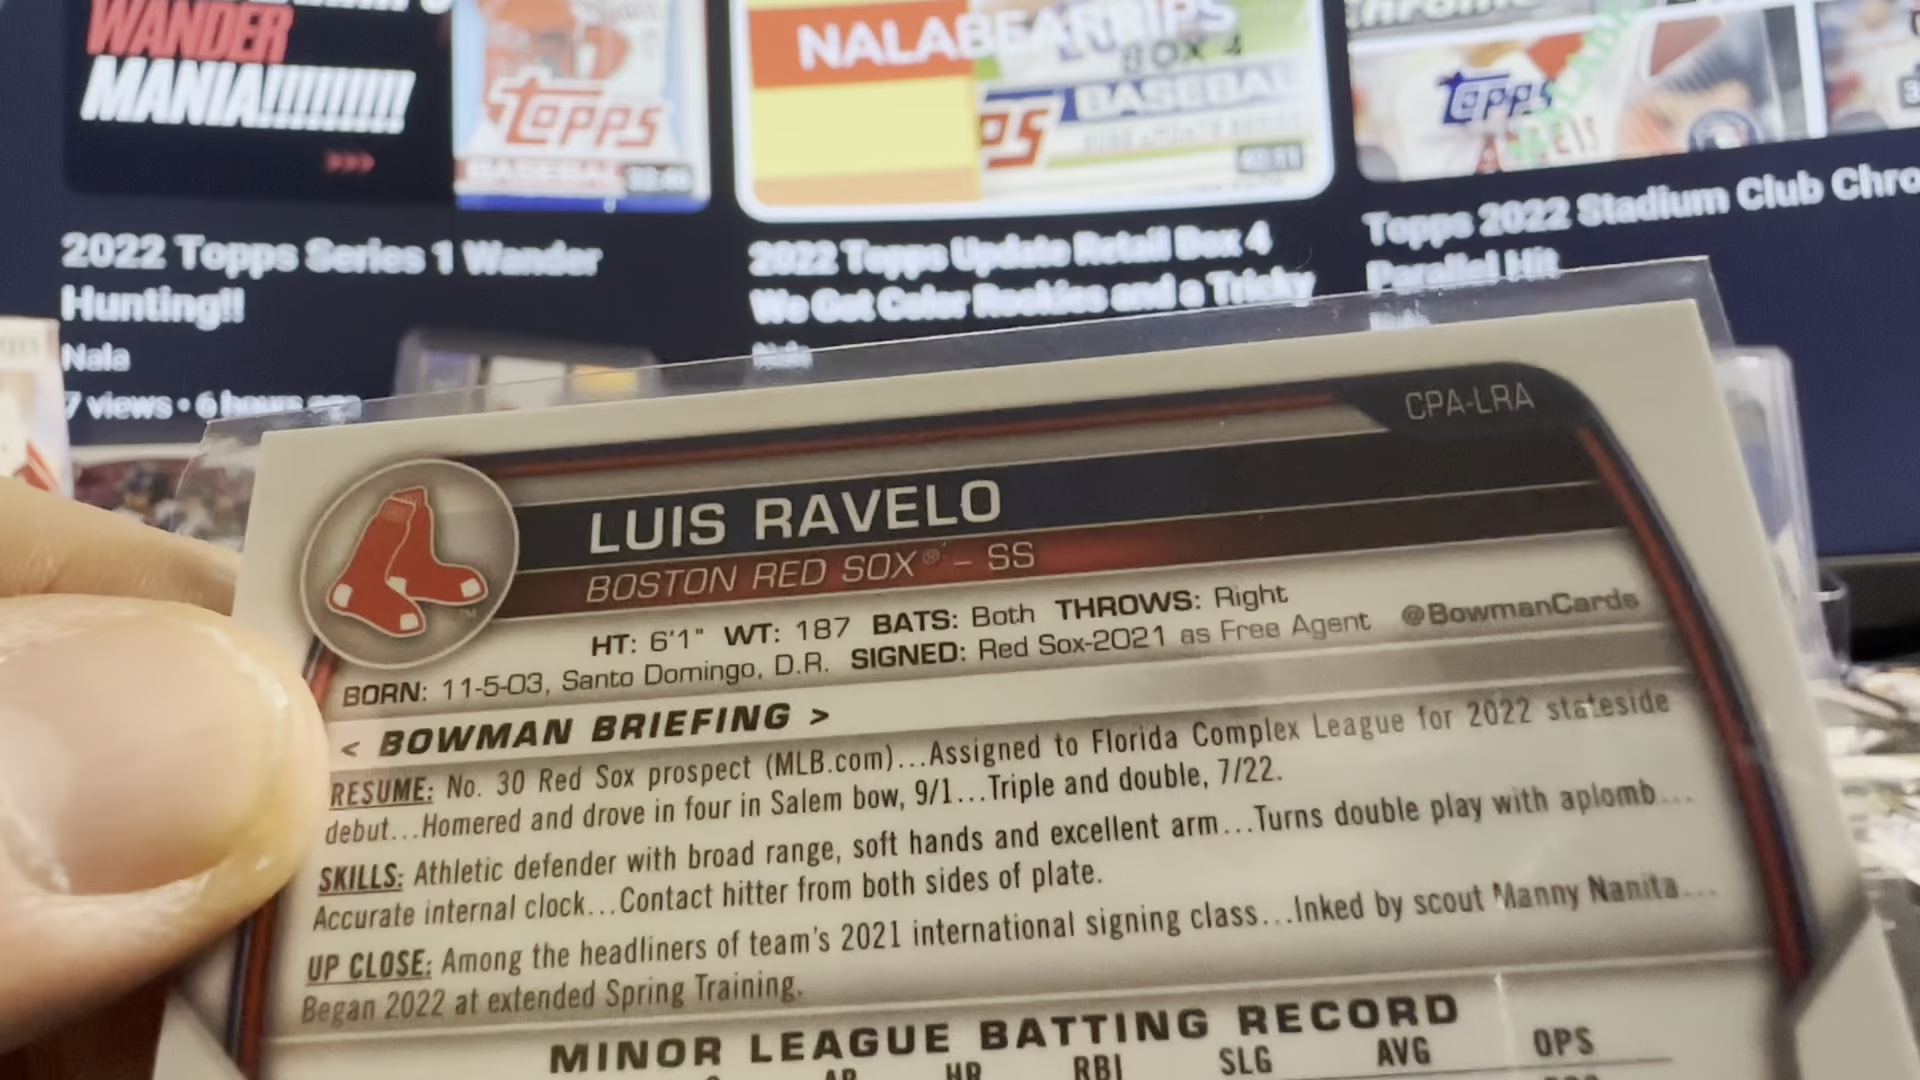 WANDER
MANIA!!!!!!!!!
>>>
Topps
BASEBALL
NALABEARRIPS
BOX 4
BASEBAL
Topps
2022 Topps Series 1 Wander
Hunting!!
Nala
7 views • 6 hours ago
2022 Topps Update Retail Box 4
We Got Color Rookies and a Tricky
Nala
Topps 2022 Stadium Club Chro
Parallel Hit
CPA-LRA
LUIS RAVELO
BOSTON RED SOX® – SS
HT: 6'1" WT: 187 BATS: Both THROWS: Right
BORN: 11-5-03, Santo Domingo, D.R. SIGNED: Red Sox-2021 as Free Agent @BowmanCards
< BOWMAN BRIEFING >
RESUME: No. 30 Red Sox prospect (MLB.com)...Assigned to Florida Complex League for 2022 stateside
debut...Homered and drove in four in Salem bow, 9/1...Triple and double, 7/22.
SKILLS: Athletic defender with broad range, soft hands and excellent arm...Turns double play with aplomb...
Accurate internal clock...Contact hitter from both sides of plate.
UP CLOSE: Among the headliners of team's 2021 international signing class...Inked by scout Manny Nanita...
Began 2022 at extended Spring Training.
MINOR LEAGUE BATTING RECORD
AB HR RBI SLG AVG OPS